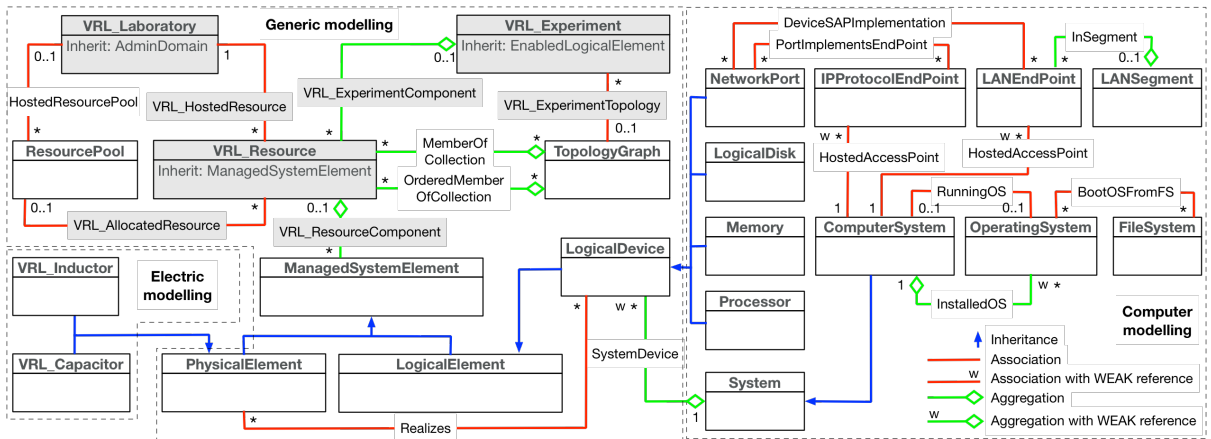 VRL_Laboratory
Inherit: AdminDomain
Generic modelling
VRL_Experiment
Inherit: EnabledLogicalElement
0..1
1
0..1
*
HostedResourcePool
VRL_HostedResource
VRL_ExperimentComponent
VRL_ExperimentTopology
*
*
*
0..1
ResourcePool
VRL_Resource
Inherit: ManagedSystemElement
*
MemberOf
Collection
*
TopologyGraph
*
OrderedMember
OfCollection
*
0..1
*
0..1
VRL_AllocatedResource
VRL_ResourceComponent
*
ManagedSystemElement
LogicalDevice
*
w *
VRL_Inductor
Electric
modelling
VRL_Capacitor
PhysicalElement
LogicalElement
*
Realizes
SystemDevice
1
DeviceSAPImplementation
PortImplementsEndPoint
InSegment
*
*
*
*
*
0..1
NetworkPort
IPProtocolEndPoint
LANEndPoint
LANSegment
w *
w *
HostedAccessPoint
HostedAccessPoint
LogicalDisk
RunningOS
BootOSFromFS
1
1
0..1
0..1
*
*
Memory
ComputerSystem
OperatingSystem
FileSystem
1
w *
InstalledOS
Processor
Computer
modelling
System
Inheritance
Association
w
Association with WEAK reference
Aggregation
w
Aggregation with WEAK reference